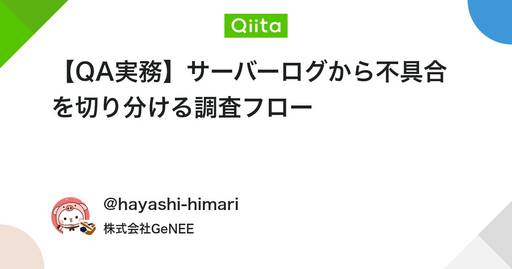 Qiita
【QA実務】サーバーログから不具合
を切り分ける調査フロー
@hayashi-himari
株式会社GeNEE